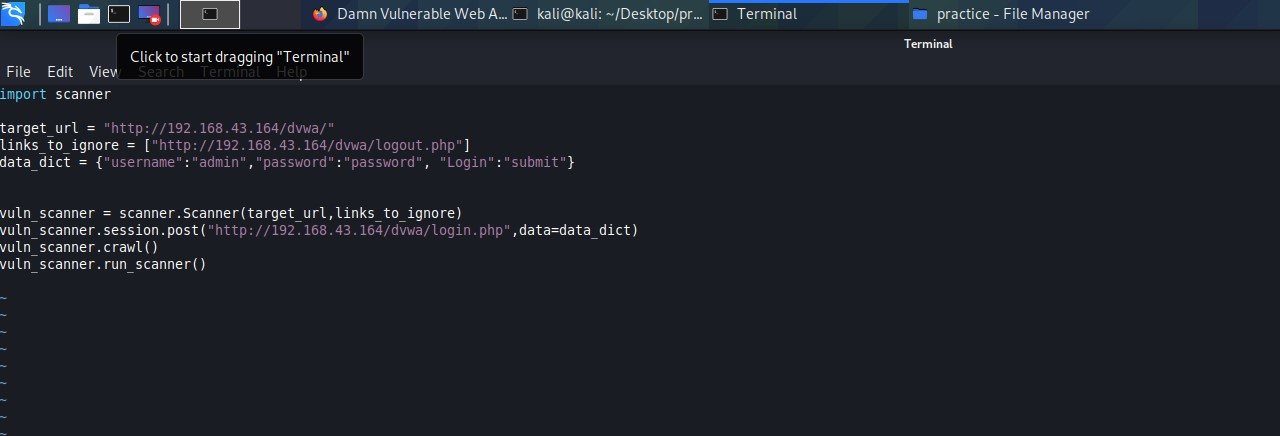 Damn Vulnerable Web A... kali@kali: ~/Desktop/pr... Terminal practice - File Manager
Terminal
Click to start dragging "Terminal"
File Edit View Search Terminal Help
import scanner
target_url = "http://192.168.43.164/dvwa/"
links_to_ignore = ["http://192.168.43.164/dvwa/logout.php"]
data_dict = {"username":"admin","password":"password", "Login":"submit"}
vuln_scanner = scanner.Scanner(target_url,links_to_ignore)
vuln_scanner.session.post("http://192.168.43.164/dvwa/login.php",data=data_dict)
vuln_scanner.crawl()
vuln_scanner.run_scanner()
~
~
~
~
~
~
~
~
~